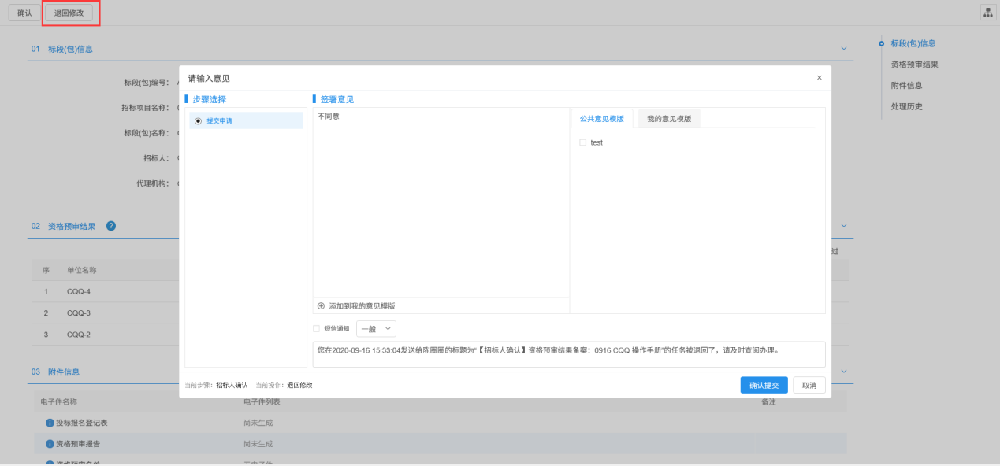 确认 退回修改
01 标段(包)信息
标段(包)信息
资格预审结果
附件信息
处理历史
标段(包)编号：
招标项目名称：
标段(包)名称：
招标人：
代理机构：
请输入意见 ×
步骤选择
提交申请
签署意见
不同意
添加到我的意见模版
公共意见模版 我的意见模版
test
短信通知 一般
您在2020-09-16 15:33:04发送给陈圈圈的标题为“【招标人确认】资格预审结果备案：0916 CQQ 操作手册”的任务被退回了，请及时查阅办理。
当前步骤：招标人确认 当前操作：退回修改
确认提交 取消
02 资格预审结果 ?
过
序 单位名称
1 CQQ-4
2 CQQ-3
3 CQQ-2
03 附件信息
电子件名称 电子件列表 备注
投标报名登记表 尚未生成
资格预审报告 尚未生成